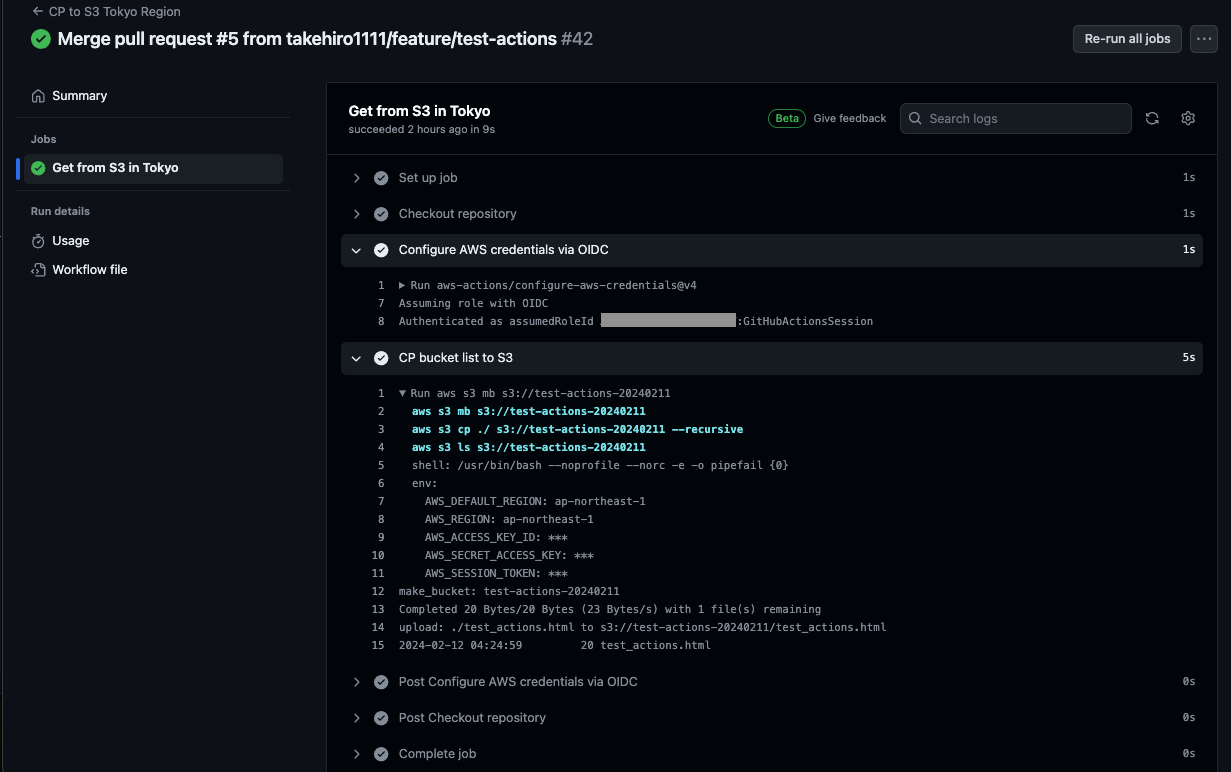 ← CP to S3 Tokyo Region
Merge pull request #5 from takehiro1111/feature/test-actions #42
Re-run all jobs
Summary
Jobs
Get from S3 in Tokyo
Run details
Usage
Workflow file
Get from S3 in Tokyo
succeeded 2 hours ago in 9s
Beta Give feedback
Search logs
Set up job 1s
Checkout repository 1s
Configure AWS credentials via OIDC 1s
1 ▶ Run aws-actions/configure-aws-credentials@v4
7 Assuming role with OIDC
8 Authenticated as assumedRoleId :GitHubActionsSession
CP bucket list to S3 5s
1 ▼ Run aws s3 mb s3://test-actions-20240211
2 aws s3 mb s3://test-actions-20240211
3 aws s3 cp ./ s3://test-actions-20240211 --recursive
4 aws s3 ls s3://test-actions-20240211
5 shell: /usr/bin/bash --noprofile --norc -e -o pipefail {0}
6 env:
7 AWS_DEFAULT_REGION: ap-northeast-1
8 AWS_REGION: ap-northeast-1
9 AWS_ACCESS_KEY_ID: ***
10 AWS_SECRET_ACCESS_KEY: ***
11 AWS_SESSION_TOKEN: ***
12 make_bucket: test-actions-20240211
13 Completed 20 Bytes/20 Bytes (23 Bytes/s) with 1 file(s) remaining
14 upload: ./test_actions.html to s3://test-actions-20240211/test_actions.html
15 2024-02-12 04:24:59 20 test_actions.html
Post Configure AWS credentials via OIDC 0s
Post Checkout repository 0s
Complete job 0s